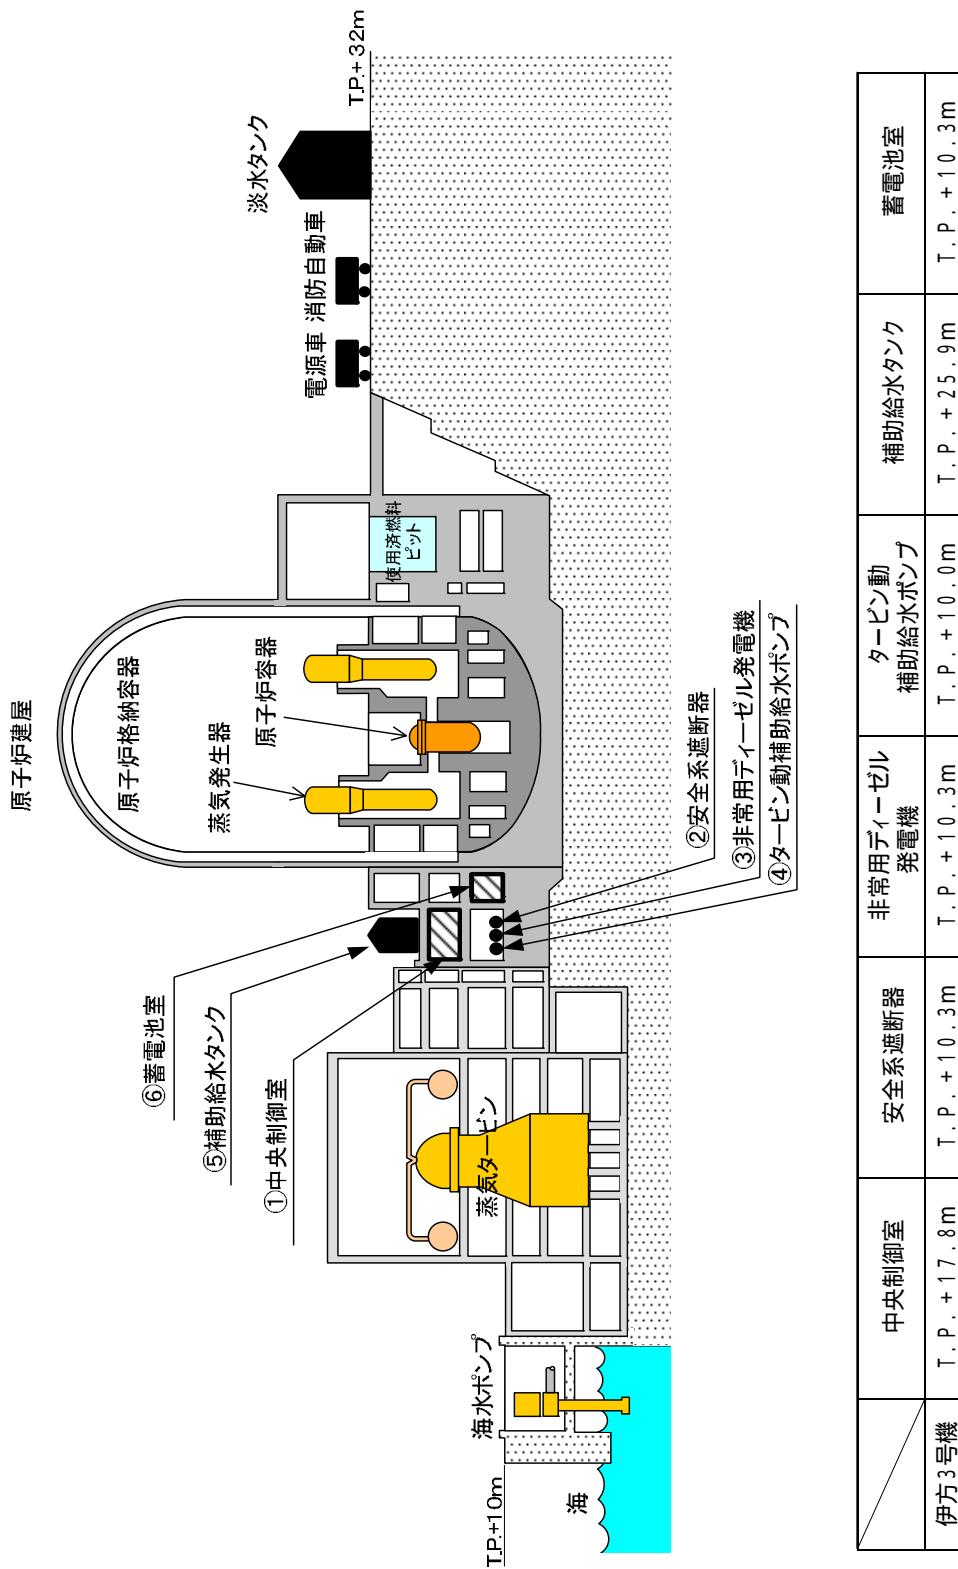 原子炉建屋
原子炉格納容器
蒸気発生器
原子炉容器
使用済燃料
ピット
電源車
消防自動車
淡水タンク
T.P.+32m
⑥蓄電池室
⑤補助給水タンク
①中央制御室
蒸気タービン
海水ポンプ
T.P.+10m
海
②安全系遮断器
③非常用ディーゼル発電機
④タービン動補助給水ポンプ
中央制御室
安全系遮断器
非常用ディーゼル
発電機
タービン動
補助給水ポンプ
補助給水タンク
蓄電池室
伊方3号機
T.P.+17.8m
T.P.+10.3m
T.P.+10.3m
T.P.+10.0m
T.P.+25.9m
T.P.+10.3m